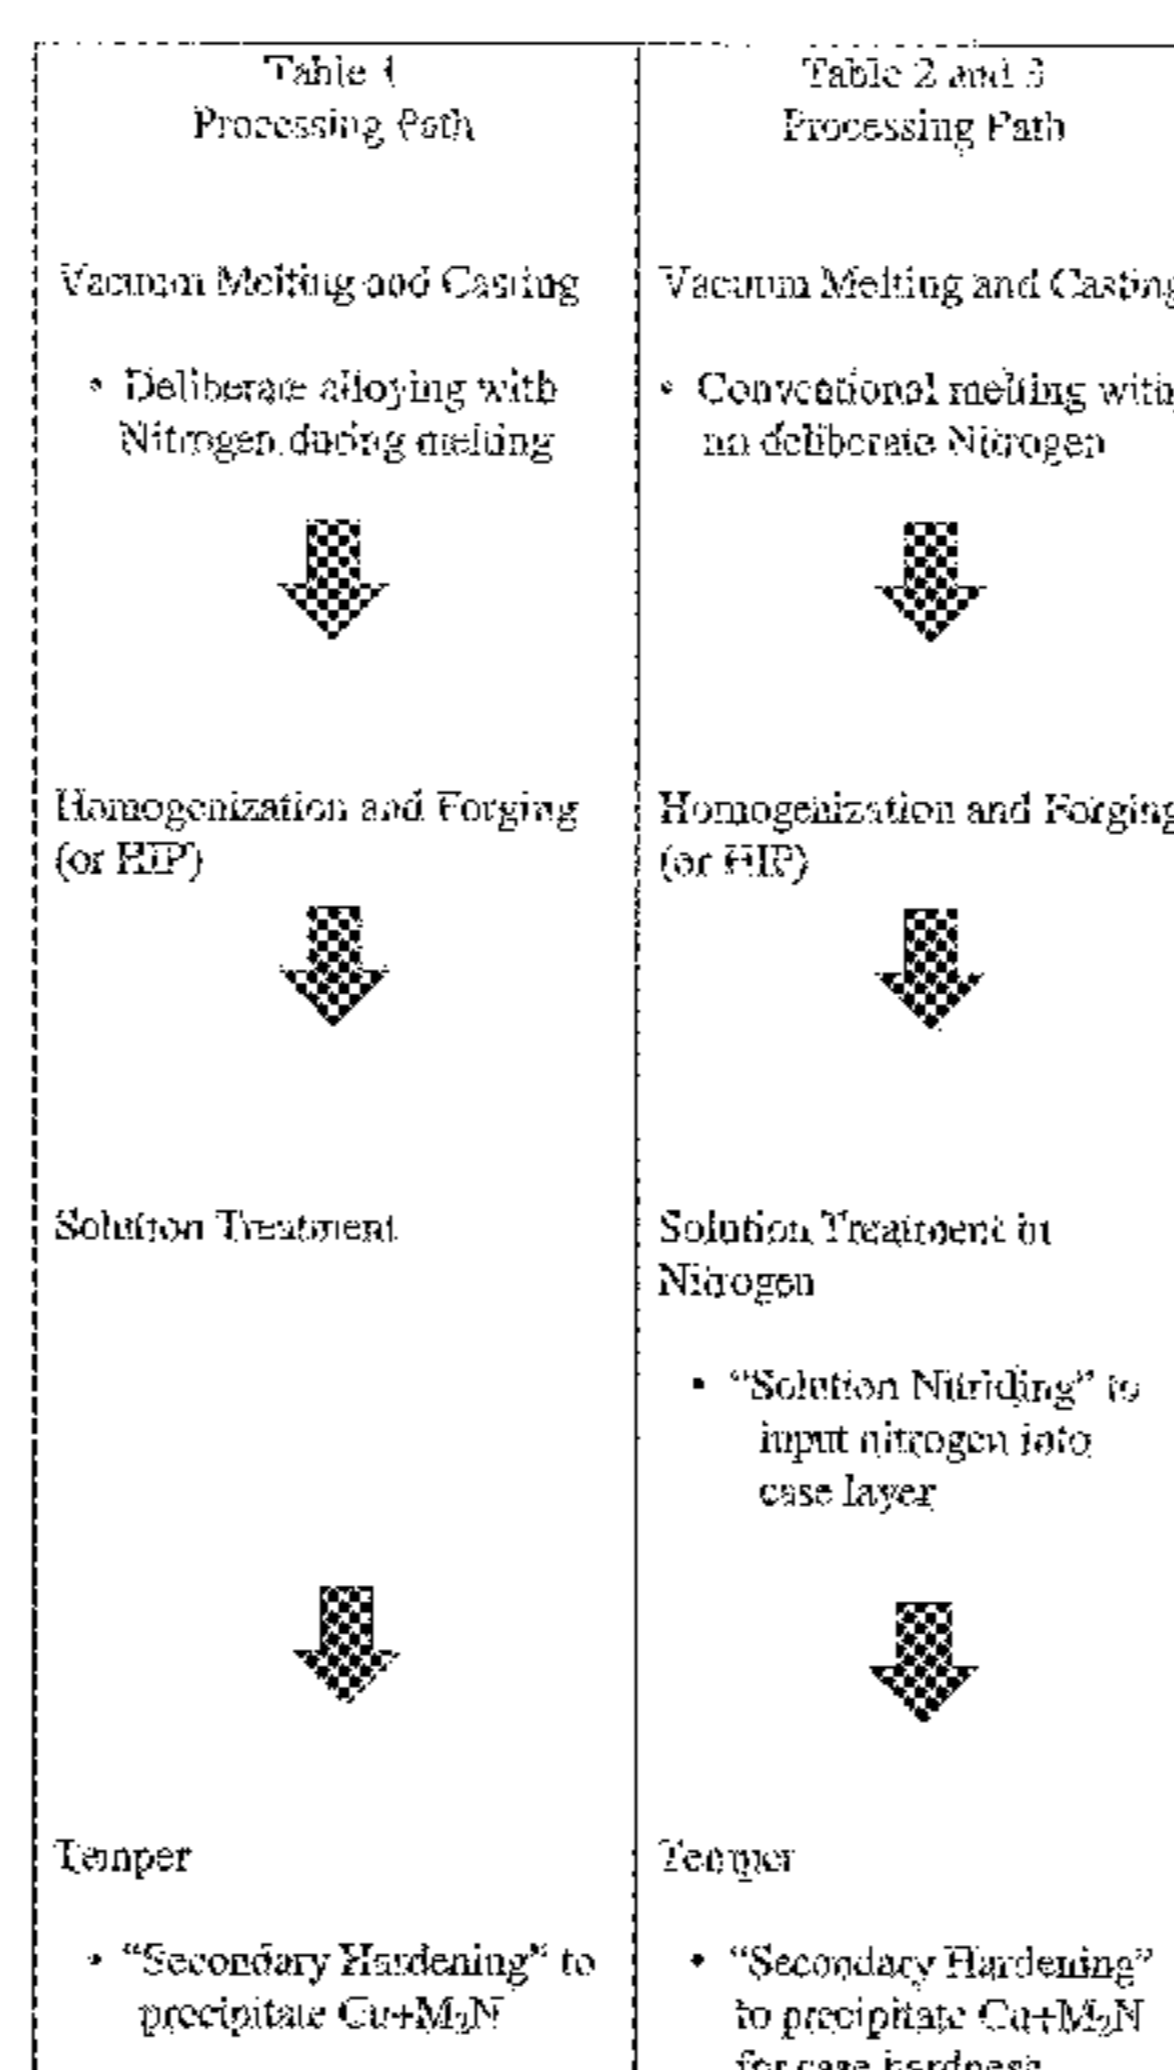 Table 1
Processing Path
Vacuum Melting and Casting
• Deliberate alloying with
Nitrogen during melting
Homogenization and Forging
(or HIP)
Solution Treatment
Temper
• “Secondary Hardening” to
precipitate Cu+M₂N
Table 2 and 3
Processing Path
Vacuum Melting and Casting
• Conventional melting with
no deliberate Nitrogen
Homogenization and Forging
(or HIP)
Solution Treatment in
Nitrogen
• “Solution Nitriding” to
input nitrogen into
case layer
Temper
• “Secondary Hardening”
to precipitate Cu+M₂N
for case hardness